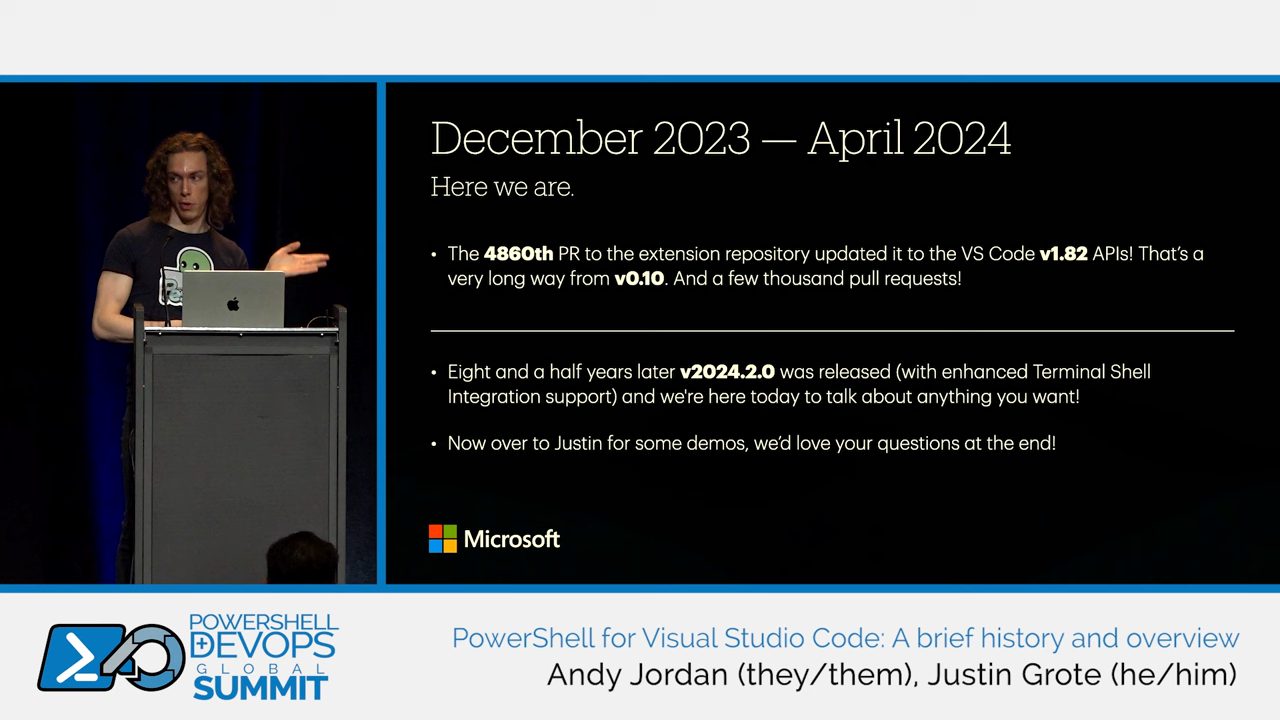 December 2023 — April 2024
Here we are.
• The 4860th PR to the extension repository updated it to the VS Code v1.82 APIs! That's a
very long way from v0.10. And a few thousand pull requests!
• Eight and a half years later v2024.2.0 was released (with enhanced Terminal Shell
Integration support) and we're here today to talk about anything you want!
• Now over to Justin for some demos, we'd love your questions at the end!
Microsoft
POWERSHELL
+DEVOPS
GLOBAL
SUMMIT
PowerShell for Visual Studio Code: A brief history and overview
Andy Jordan (they/them), Justin Grote (he/him)